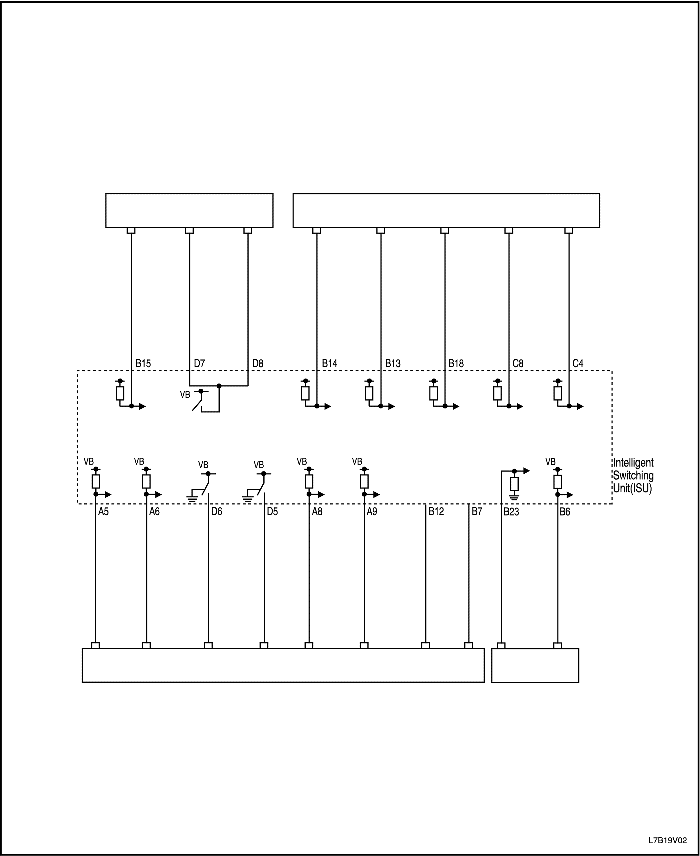 B15 D7 D8 B14 B13 B18 C8 C4
VB
Intelligent
Switching
Unit(ISU)
VB VB VB VB VB VB VB
A5 A6 D6 D5 A8 A9 B12 B7 B23 B6
L7B19V02